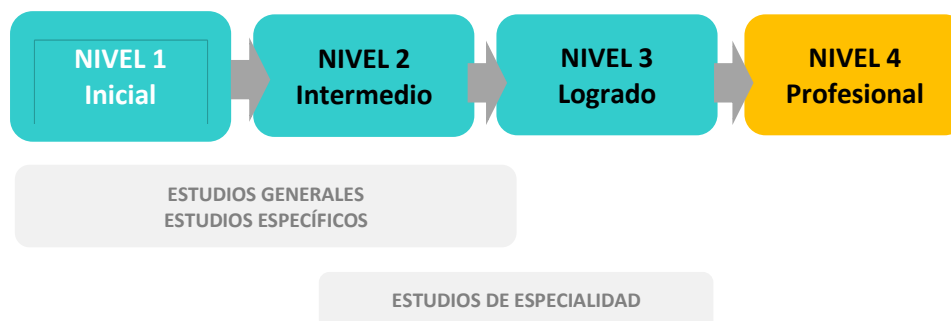 NIVEL 1
Inicial
NIVEL 2
Intermedio
NIVEL 3
Logrado
NIVEL 4
Profesional
ESTUDIOS GENERALES
ESTUDIOS ESPECÍFICOS
ESTUDIOS DE ESPECIALIDAD